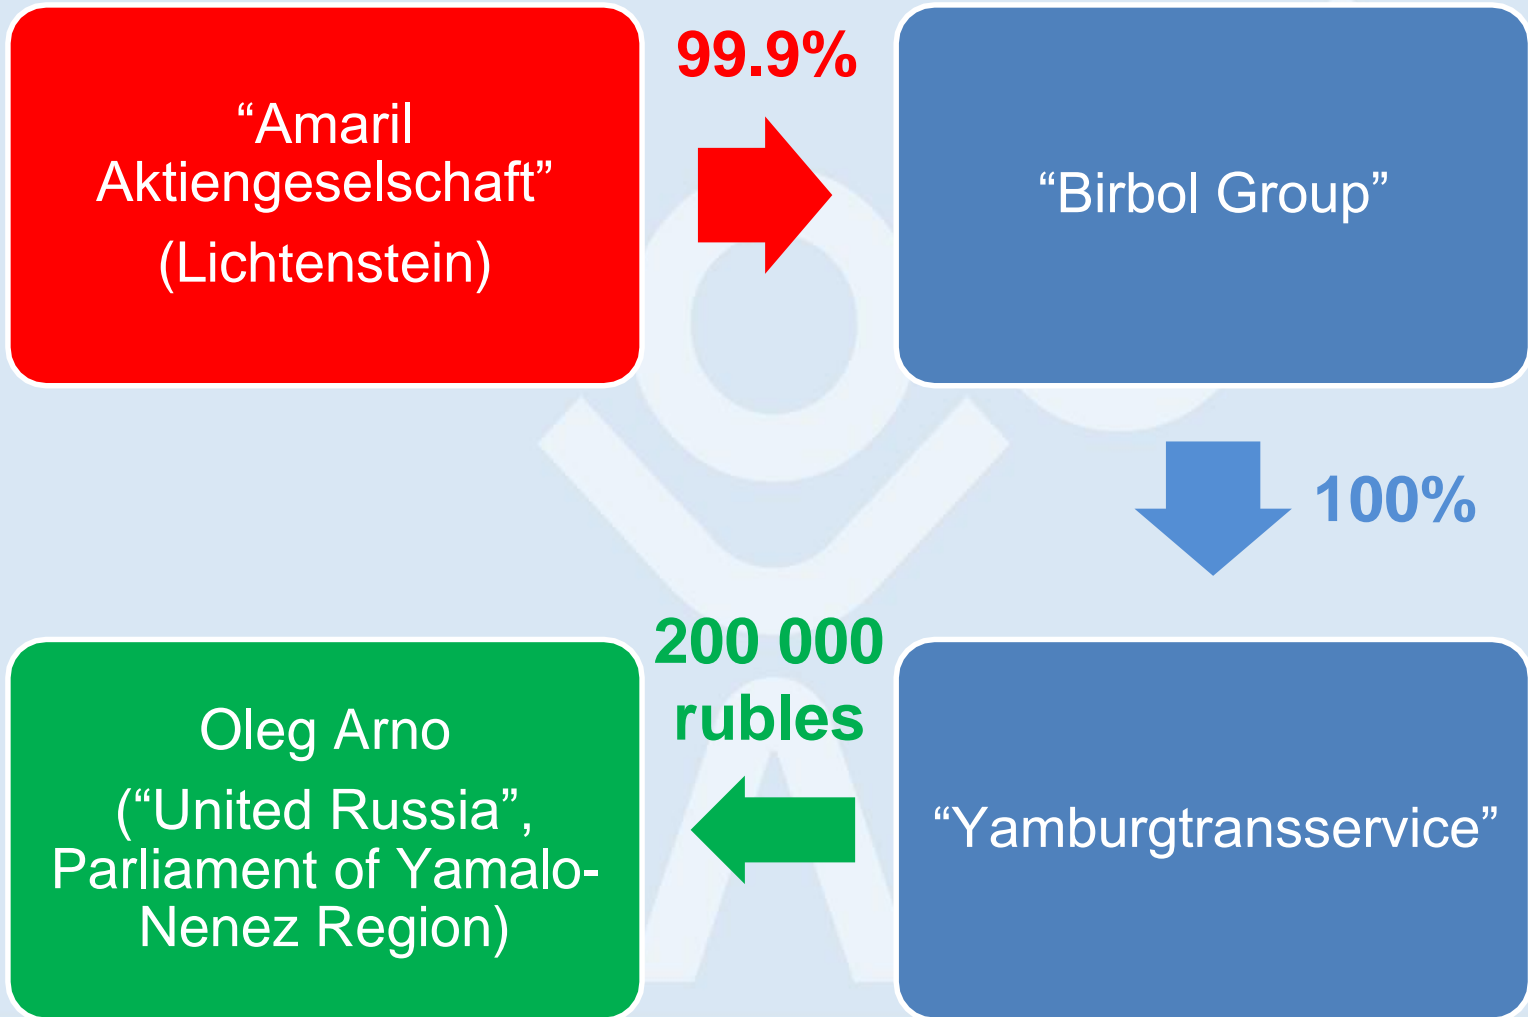 “Amaril
Aktiengeselschaft”
(Lichtenstein)
99.9%
“Birbol Group”
100%
200 000
rubles
Oleg Arno
(“United Russia”,
Parliament of Yamalo-
Nenez Region)
“Yamburgtransservice”